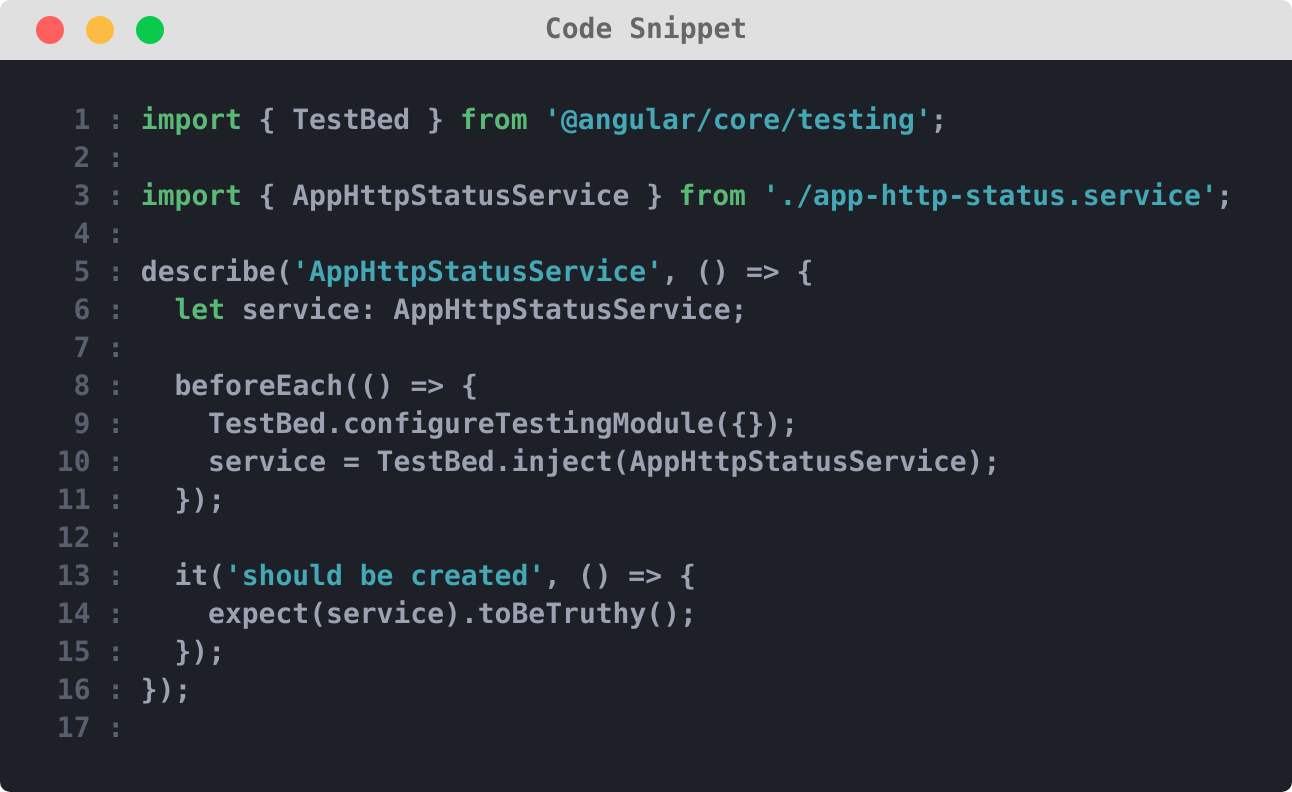 Code Snippet
1 : import { TestBed } from '@angular/core/testing';
2 :
3 : import { AppHttpStatusService } from './app-http-status.service';
4 :
5 : describe('AppHttpStatusService', () => {
6 :   let service: AppHttpStatusService;
7 :
8 :   beforeEach(() => {
9 :     TestBed.configureTestingModule({});
10 :     service = TestBed.inject(AppHttpStatusService);
11 :   });
12 :
13 :   it('should be created', () => {
14 :     expect(service).toBeTruthy();
15 :   });
16 : });
17 :